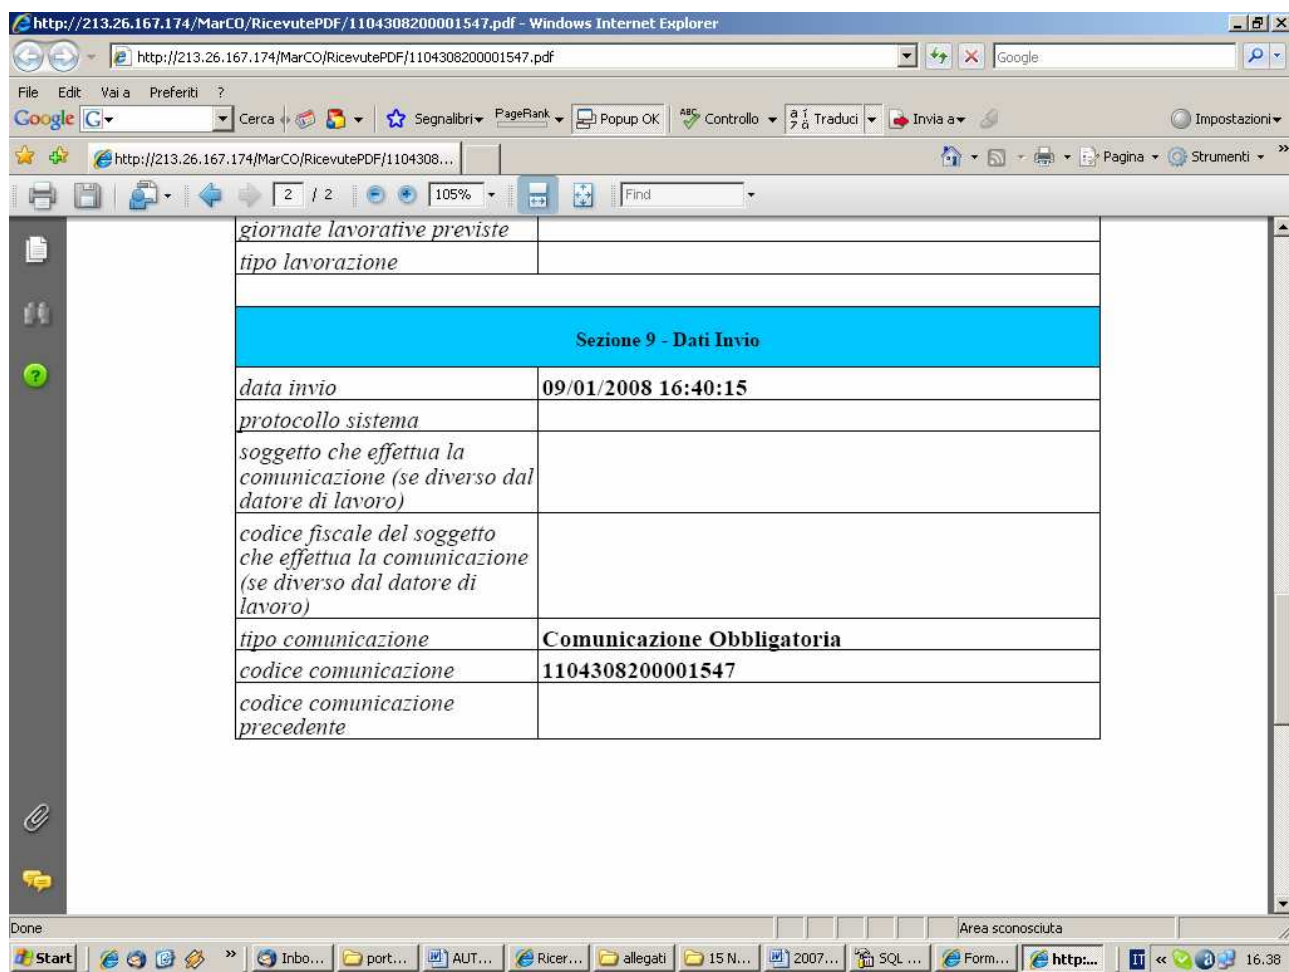 http://213.26.167.174/MarCO/RicevutePDF/1104308200001547.pdf - Windows Internet Explorer
http://213.26.167.174/MarCO/RicevutePDF/1104308200001547.pdf
Google
File Edit Vai a Preferiti ?
Google G Cerca Segnalibri PageRank Popup OK ABC Controllo Traduci Invia a Impostazioni
http://213.26.167.174/MarCO/RicevutePDF/1104308... Pagina Strumenti »
2 / 2 105% Find
giornate lavorative previste
tipo lavorazione
Sezione 9 - Dati Invio
data invio 09/01/2008 16:40:15
protocollo sistema
soggetto che effettua la
comunicazione (se diverso dal
datore di lavoro)
codice fiscale del soggetto
che effettua la comunicazione
(se diverso dal datore di
lavoro)
tipo comunicazione Comunicazione Obbligatoria
codice comunicazione 1104308200001547
codice comunicazione
precedente
Done Area sconosciuta
Start » Inbo... port... AUT... Ricer... allegati 15 N... 2007... SQL ... Form... http:... IT « 16.38